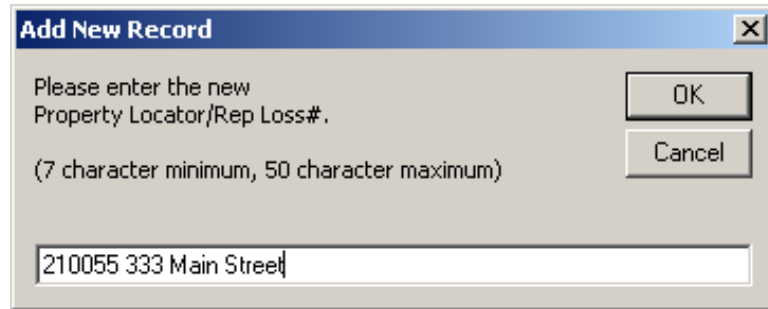 Add New Record
Please enter the new
Property Locator/Rep Loss#.
(7 character minimum, 50 character maximum)
OK
Cancel
210055 333 Main Street